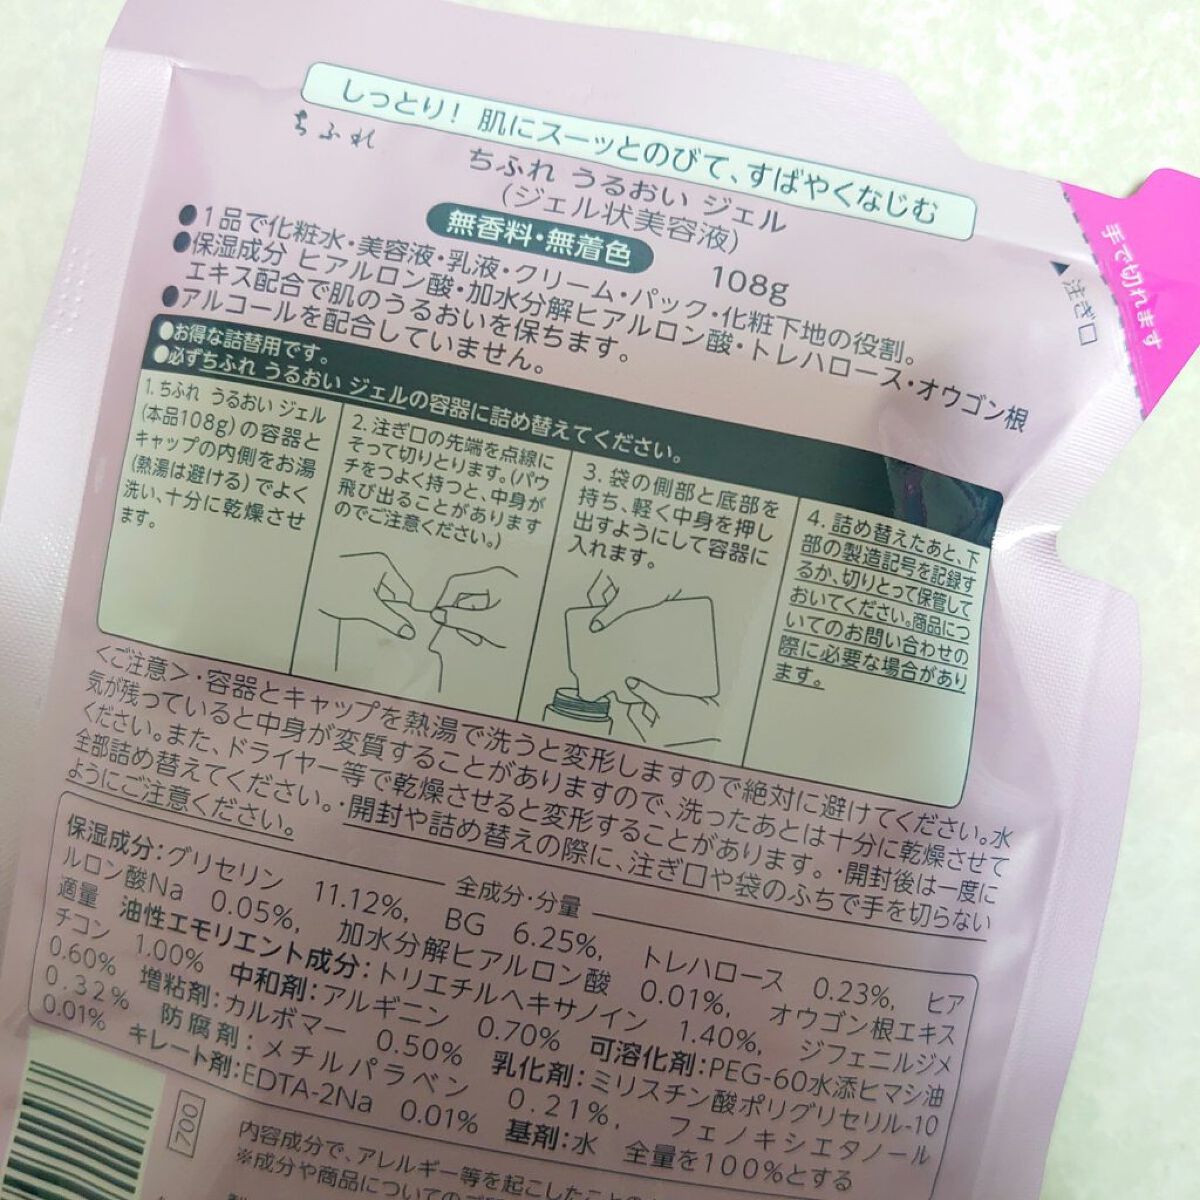 しっとり! 肌にスーッとのびて、すばやくなじむ
ちふれ
ちふれ うるおい ジェル
(ジェル状美容液)
無香料・無着色
108g
●1品で化粧水・美容液・乳液・クリーム・パック・化粧下地の役割。
●保湿成分 ヒアルロン酸・加水分解ヒアルロン酸・トレハロース・オウゴン根
エキス配合で肌のうるおいを保ちます。
●アルコールを配合していません。
手で切れます
▲注ぎ口
●お得な詰替用です。
●必ずちふれ うるおい ジェルの容器に詰め替えてください。
1. ちふれ うるおい ジェル
(本品108g)の容器と
キャップの内側をお湯
(熱湯は避ける)でよく
洗い、十分に乾燥させ
ます。
2. 注ぎ口の先端を点線に
そって切りとります。(パウ
チをつよく持つと、中身が
飛び出ることがあります
のでご注意ください。)
3. 袋の側部と底部を
持ち、軽く中身を押し
出すようにして容器に
入れます。
4. 詰め替えたあと、下
部の製造記号を記録す
るか、切りとって保管して
おいてください。商品につ
いてのお問い合わせの
際に必要な場合があり
ます。
<ご注意>・容器とキャップを熱湯で洗うと変形しますので絶対に避けてください。水
気が残っていると中身が変質することがありますので、洗ったあとは十分に乾燥させて
ください。また、ドライヤー等で乾燥させると変形することがあります。・開封後は一度に
全部詰め替えてください。・開封や詰め替えの際に、注ぎ口や袋のふちで手を切らない
ようにご注意ください。
全成分・分量
保湿成分:グリセリン 11.12%, BG 6.25%, トレハロース 0.23%, ヒア
ルロン酸Na 0.05%, 加水分解ヒアルロン酸 0.01%, オウゴン根エキス
適量 油性エモリエント成分:トリエチルヘキサノイン 1.40%, ジフェニルジメ
チコン 1.00% 中和剤:アルギニン 0.70% 可溶化剤:PEG-60水添ヒマシ油
0.60% 増粘剤:カルボマー 0.50% 乳化剤:ミリスチン酸ポリグリセリル-10
0.32% 防腐剤:メチルパラベン 0.21%, フェノキシエタノール
0.01% キレート剤:EDTA-2Na 0.01% 基剤:水 全量を100%とする
700
内容成分で、アレルギー等を起こしたことの
※成分や商品についてのご